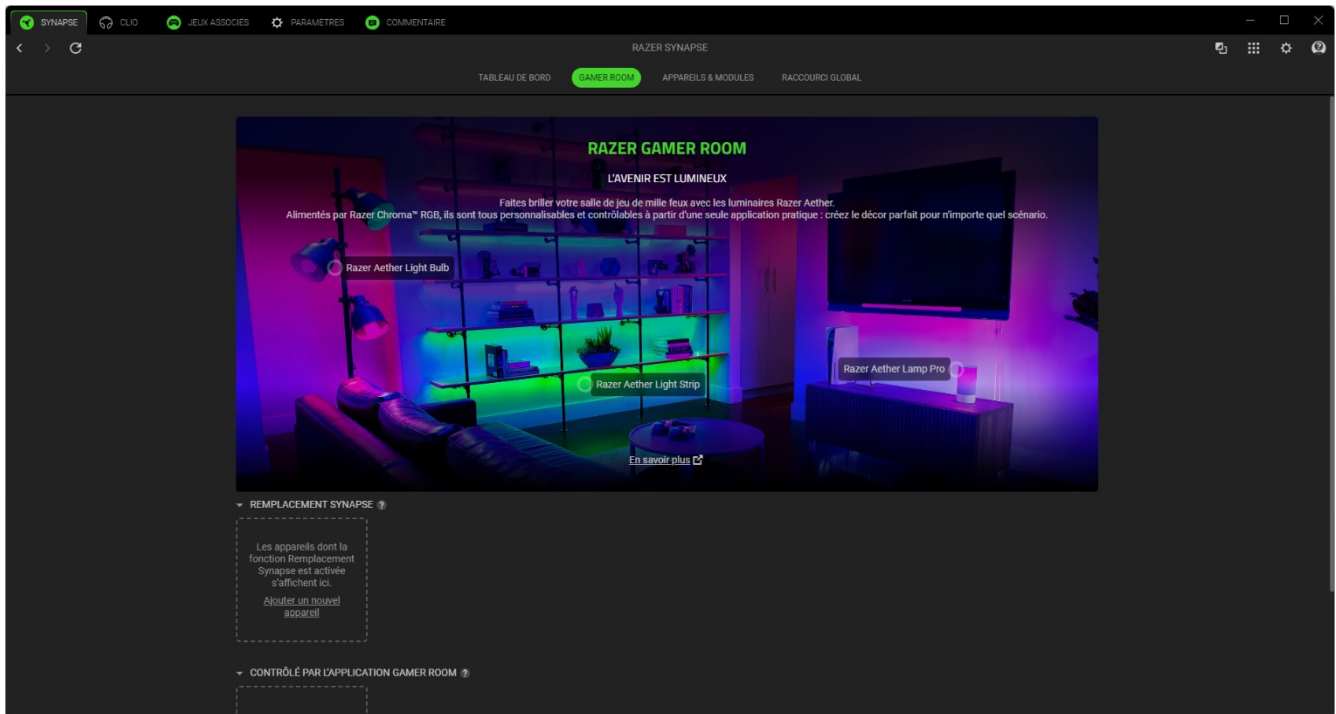 SYNAPSE
CLIO
JEUX ASSOCIÉS
PARAMÈTRES
COMMENTAIRE
RAZER SYNAPSE
TABLEAU DE BORD
GAMER ROOM
APPAREILS & MODULES
RACCOURCI GLOBAL
RAZER GAMER ROOM
L'AVENIR EST LUMINEUX
Faites briller votre salle de jeu de mille feux avec les luminaires Razer Aether.
Alimentés par Razer Chroma™ RGB, ils sont tous personnalisables et contrôlables à partir d'une seule application pratique : créez le décor parfait pour n'importe quel scénario.
Razer Aether Light Bulb
Razer Aether Lamp Pro
Razer Aether Light Strip
En savoir plus
REMPLACEMENT SYNAPSE ?
Les appareils dont la
fonction Remplacement
Synapse est activée
s'affichent ici.
Ajouter un nouvel
appareil
CONTRÔLÉ PAR L'APPLICATION GAMER ROOM ?